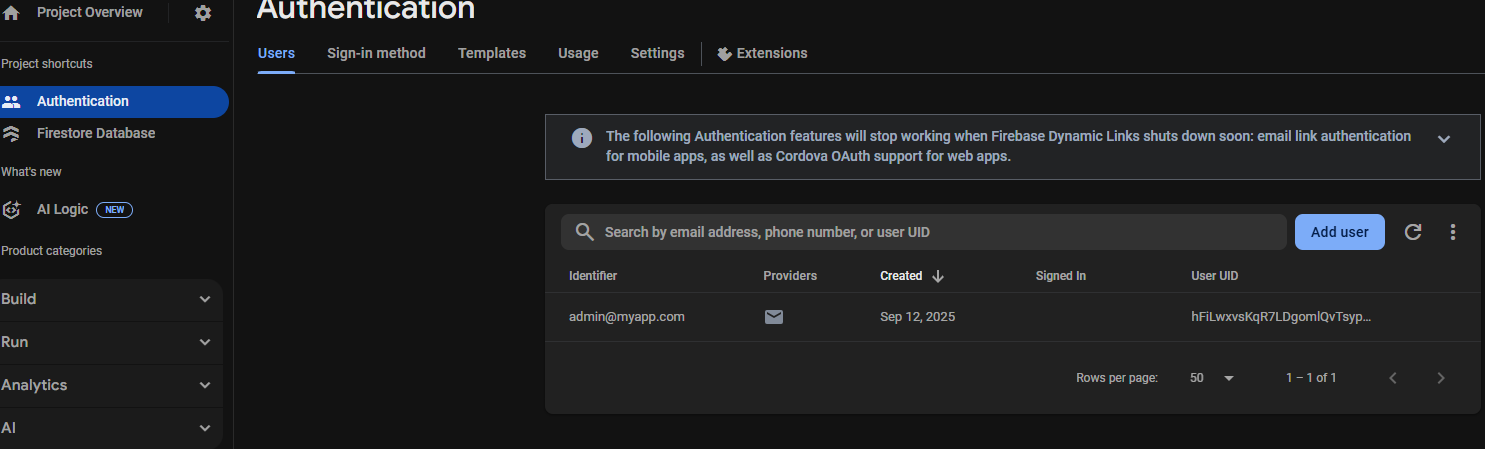 Project Overview
Authentication
Users
Sign-in method
Templates
Usage
Settings
Extensions
Project shortcuts
Authentication
Firestore Database
What's new
AI Logic NEW
Product categories
Build
Run
Analytics
AI
The following Authentication features will stop working when Firebase Dynamic Links shuts down soon: email link authentication
for mobile apps, as well as Cordova OAuth support for web apps.
Search by email address, phone number, or user UID
Add user
Identifier
Providers
Created
Signed In
User UID
admin@myapp.com
Sep 12, 2025
hFiLwxvsKqR7LDgomlQvTsyp...
Rows per page:
50
1 – 1 of 1